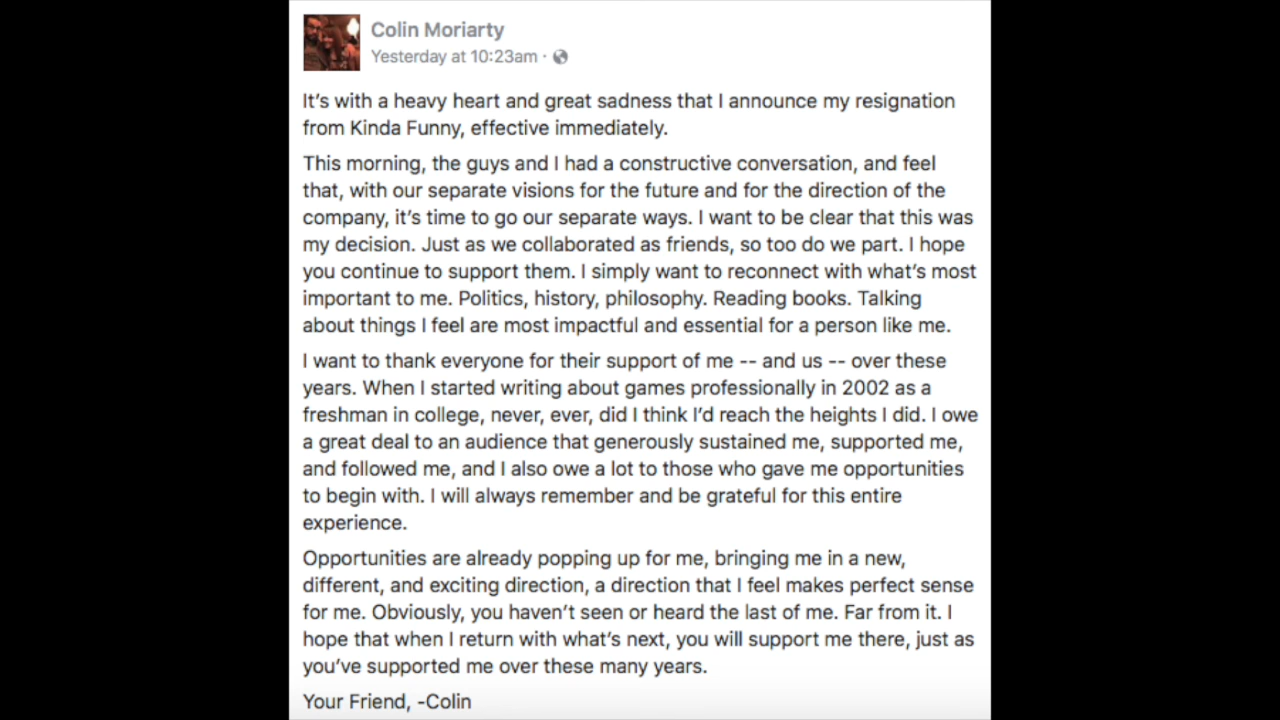 Colin Moriarty
Yesterday at 10:23am ·
It's with a heavy heart and great sadness that I announce my resignation
from Kinda Funny, effective immediately.
This morning, the guys and I had a constructive conversation, and feel
that, with our separate visions for the future and for the direction of the
company, it's time to go our separate ways. I want to be clear that this was
my decision. Just as we collaborated as friends, so too do we part. I hope
you continue to support them. I simply want to reconnect with what's most
important to me. Politics, history, philosophy. Reading books. Talking
about things I feel are most impactful and essential for a person like me.
I want to thank everyone for their support of me -- and us -- over these
years. When I started writing about games professionally in 2002 as a
freshman in college, never, ever, did I think I'd reach the heights I did. I owe
a great deal to an audience that generously sustained me, supported me,
and followed me, and I also owe a lot to those who gave me opportunities
to begin with. I will always remember and be grateful for this entire
experience.
Opportunities are already popping up for me, bringing me in a new,
different, and exciting direction, a direction that I feel makes perfect sense
for me. Obviously, you haven't seen or heard the last of me. Far from it. I
hope that when I return with what's next, you will support me there, just as
you've supported me over these many years.
Your Friend, -Colin